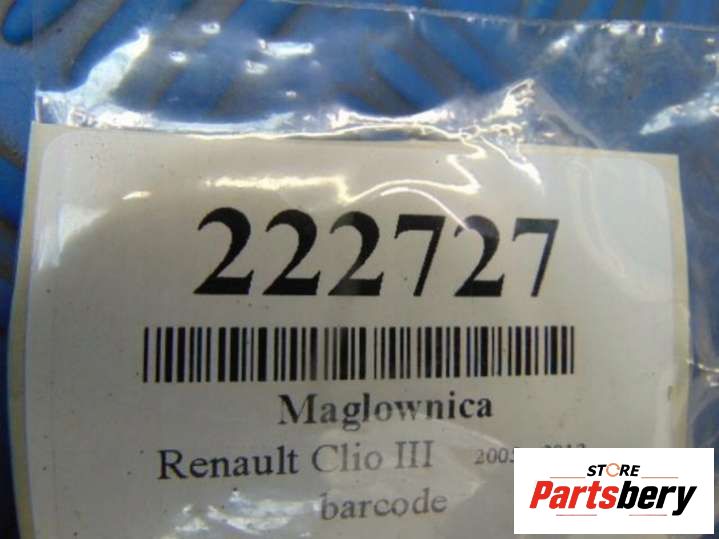 222727
Maglownica
Renault Clio III
barcode
STORE
Partsbery